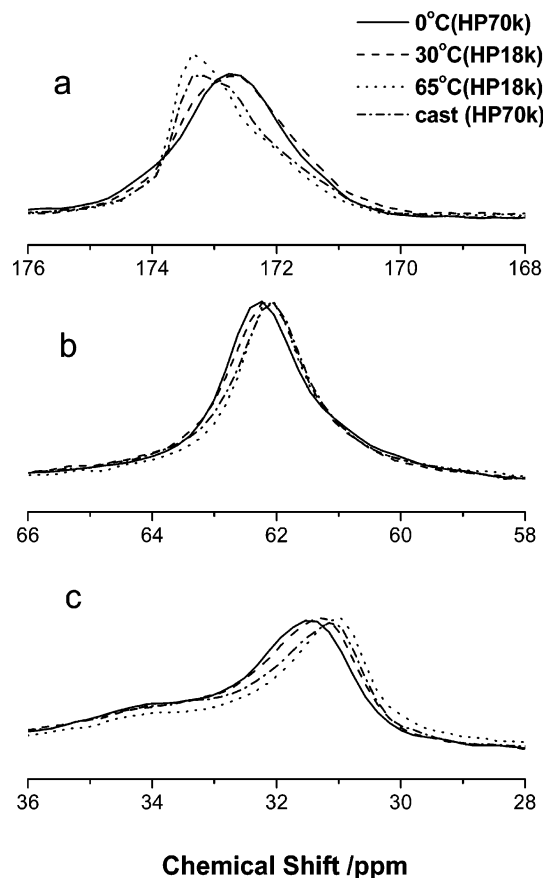 0°C(HP70k)
30°C(HP18k)
65°C(HP18k)
cast (HP70k)
a
176 174 172 170 168
b
66 64 62 60 58
c
36 34 32 30 28
Chemical Shift /ppm